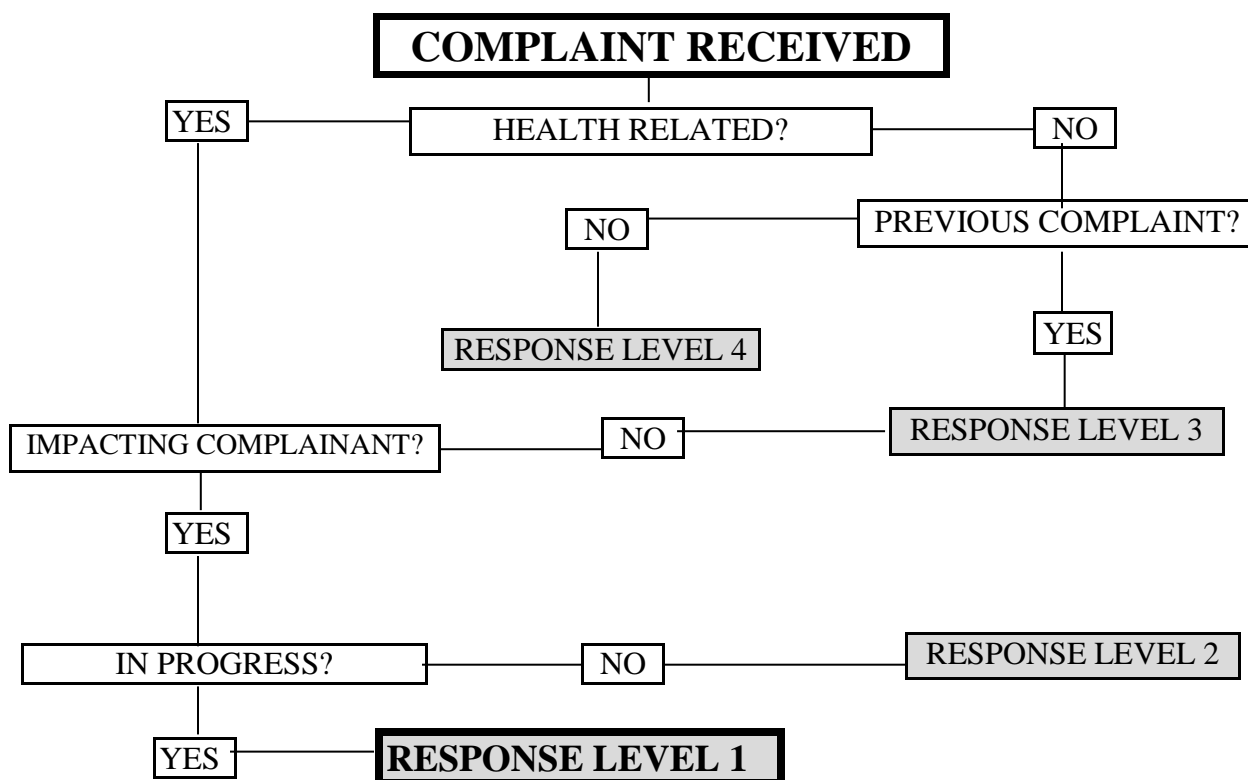 COMPLAINT RECEIVED
YES
HEALTH RELATED?
NO
NO
PREVIOUS COMPLAINT?
RESPONSE LEVEL 4
YES
IMPACTING COMPLAINANT?
NO
RESPONSE LEVEL 3
YES
IN PROGRESS?
NO
RESPONSE LEVEL 2
YES
RESPONSE LEVEL 1